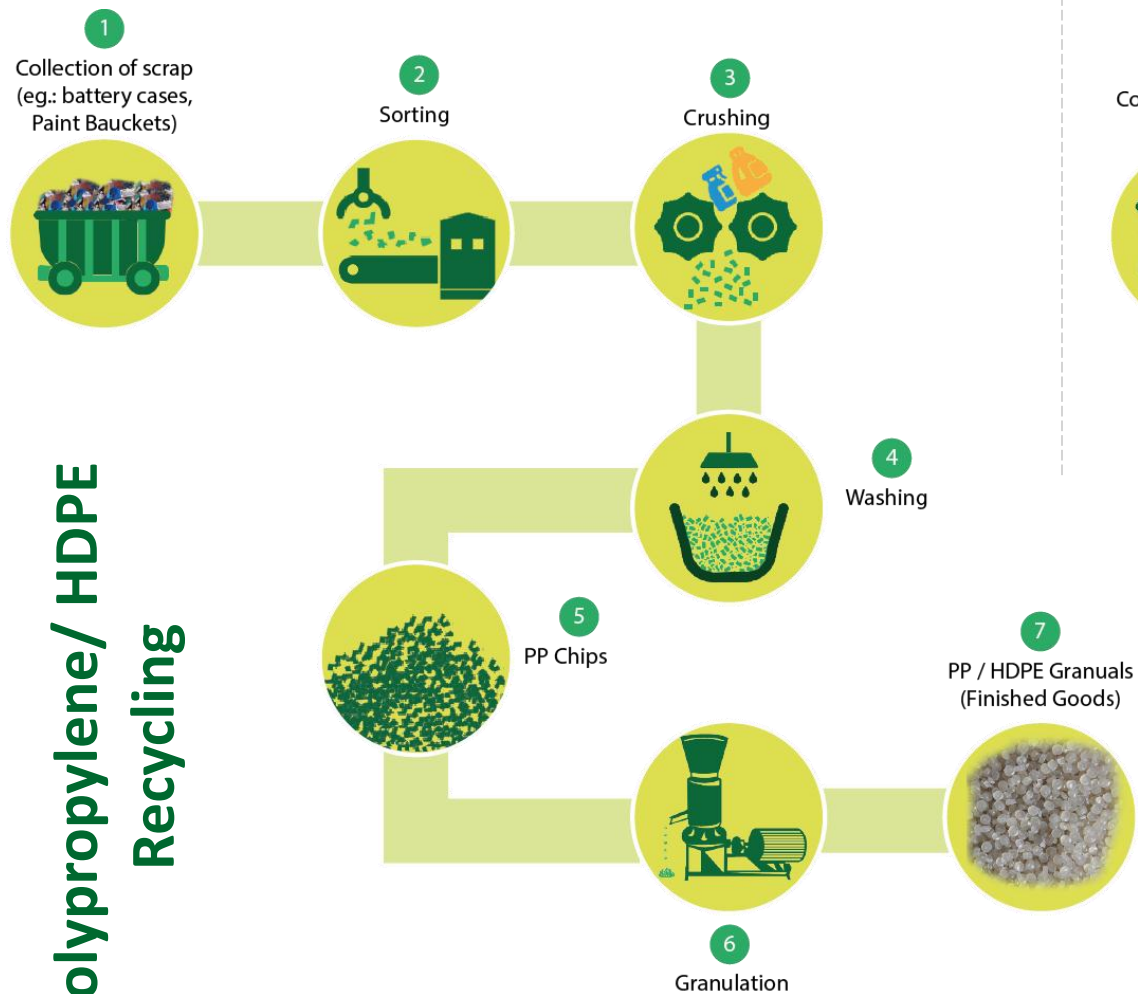 1
Collection of scrap
(eg.: battery cases,
Paint Bauckets)
2
Sorting
3
Crushing
4
Washing
5
PP Chips
6
Granulation
7
PP / HDPE Granuals
(Finished Goods)
olypropylene/ HDPE
Recycling
Co